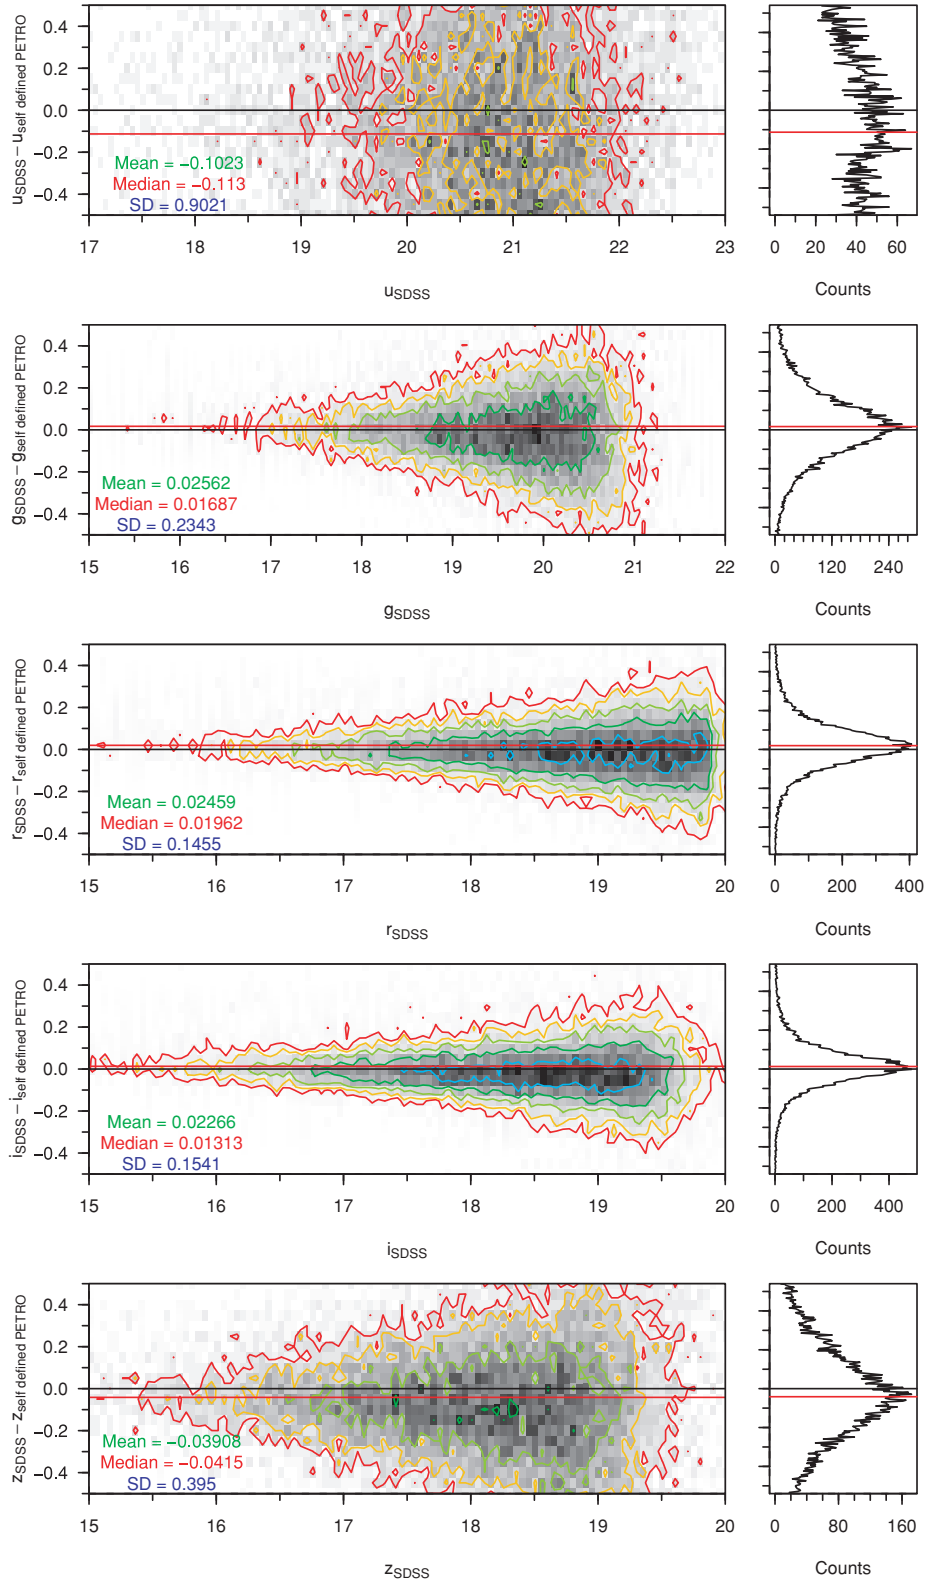 uSDSS − uself defined PETRO
0.4
0.2
0.0
−0.2
−0.4
Mean = −0.1023
Median = −0.113
SD = 0.9021
17 18 19 20 21 22 23
uSDSS
0 20 40 60
Counts
gSDSS − gself defined PETRO
0.4
0.2
0.0
−0.2
−0.4
Mean = 0.02562
Median = 0.01687
SD = 0.2343
15 16 17 18 19 20 21 22
gSDSS
0 120 240
Counts
rSDSS − rself defined PETRO
0.4
0.2
0.0
−0.2
−0.4
Mean = 0.02459
Median = 0.01962
SD = 0.1455
15 16 17 18 19 20
rSDSS
0 200 400
Counts
iSDSS − iself defined PETRO
0.4
0.2
0.0
−0.2
−0.4
Mean = 0.02266
Median = 0.01313
SD = 0.1541
15 16 17 18 19 20
iSDSS
0 200 400
Counts
zSDSS − zself defined PETRO
0.4
0.2
0.0
−0.2
−0.4
Mean = −0.03908
Median = −0.0415
SD = 0.395
15 16 17 18 19 20
zSDSS
0 60 160
Counts